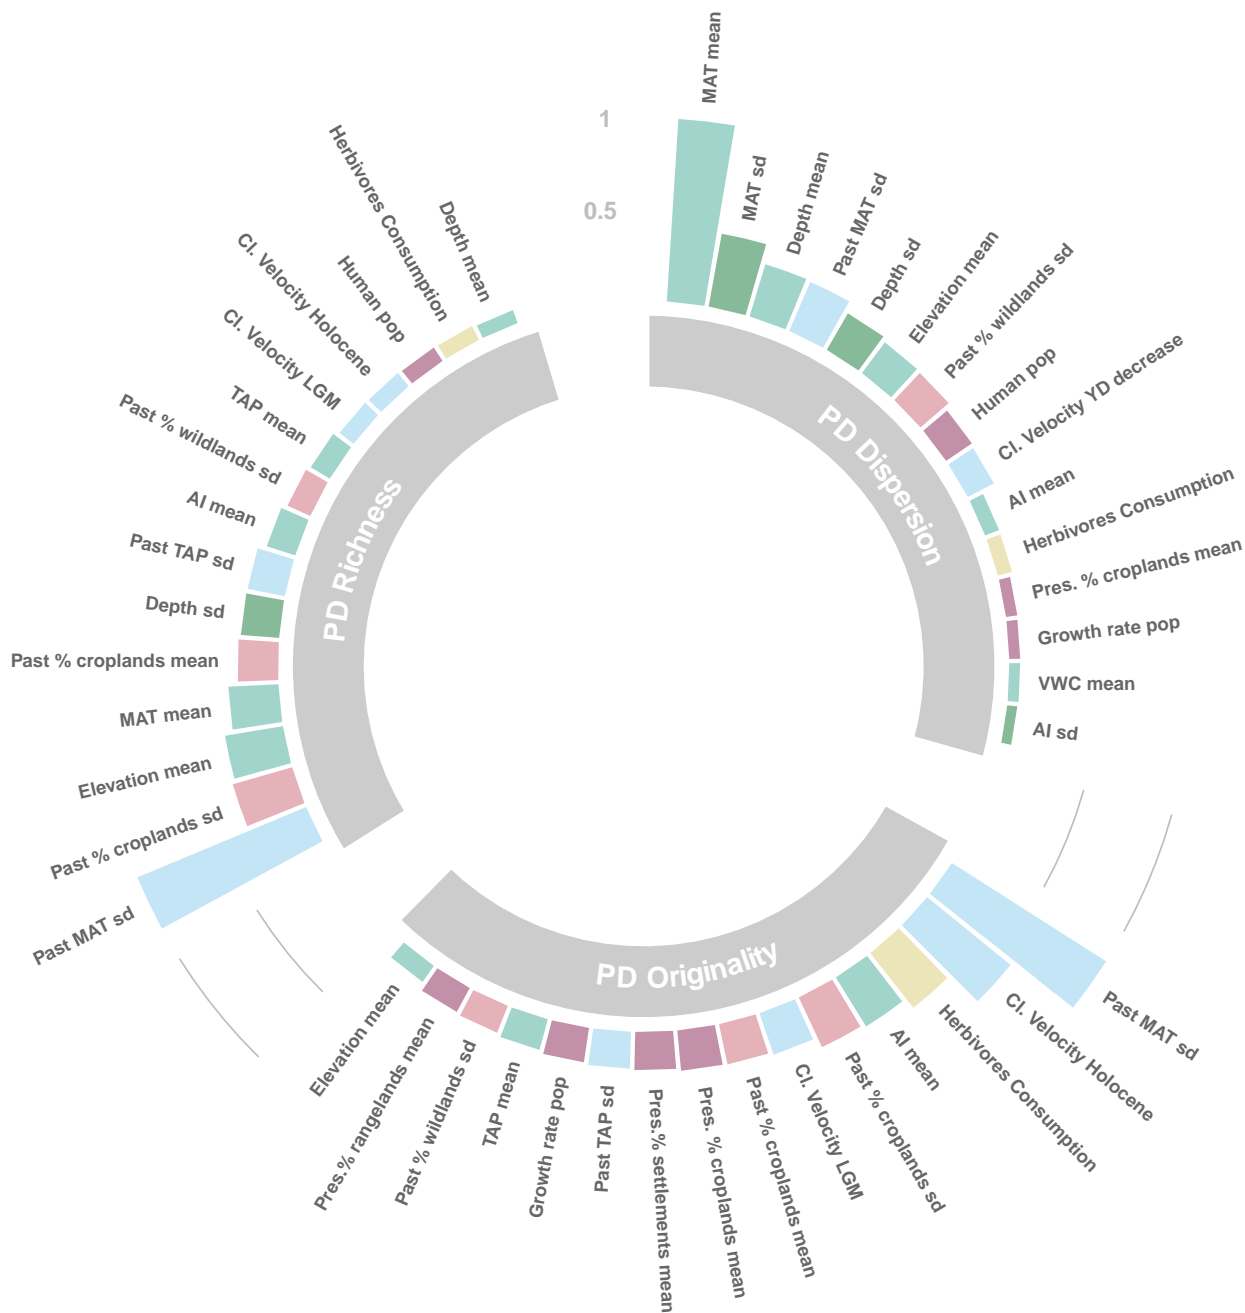 1
0.5
MAT mean
MAT sd
Depth mean
Past MAT sd
Depth sd
Elevation mean
Past % wildlands sd
Human pop
Cl. Velocity YD decrease
AI mean
Herbivores Consumption
Pres. % croplands mean
Growth rate pop
VWC mean
AI sd
PD Dispersion
Past MAT sd
Cl. Velocity Holocene
Herbivores Consumption
AI mean
Past % croplands sd
Cl. Velocity LGM
Past % croplands mean
Pres. % croplands mean
Pres.% settlements mean
Past TAP sd
Growth rate pop
TAP mean
Past % wildlands sd
Pres.% rangelands mean
Elevation mean
PD Originality
Past MAT sd
Past % croplands sd
Elevation mean
MAT mean
Past % croplands mean
Depth sd
Past TAP sd
AI mean
Past % wildlands sd
TAP mean
Cl. Velocity LGM
Cl. Velocity Holocene
Human pop
Herbivores Consumption
Depth mean
PD Richness